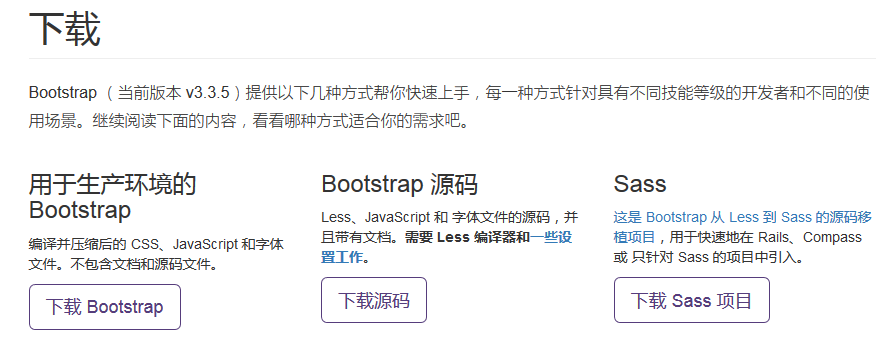 下载
Bootstrap （当前版本 v3.3.5）提供以下几种方式帮你快速上手，每一种方式针对具有不同技能等级的开发者和不同的使
用场景。继续阅读下面的内容，看看哪种方式适合你的需求吧。
用于生产环境的
Bootstrap
编译并压缩后的 CSS、JavaScript 和字体
文件。不包含文档和源码文件。
下载 Bootstrap
Bootstrap 源码
Less、JavaScript 和 字体文件的源码，并
且带有文档。需要 Less 编译器和一些设
置工作。
下载源码
Sass
这是 Bootstrap 从 Less 到 Sass 的源码移
植项目，用于快速地在 Rails、Compass
或 只针对 Sass 的项目中引入。
下载 Sass 项目